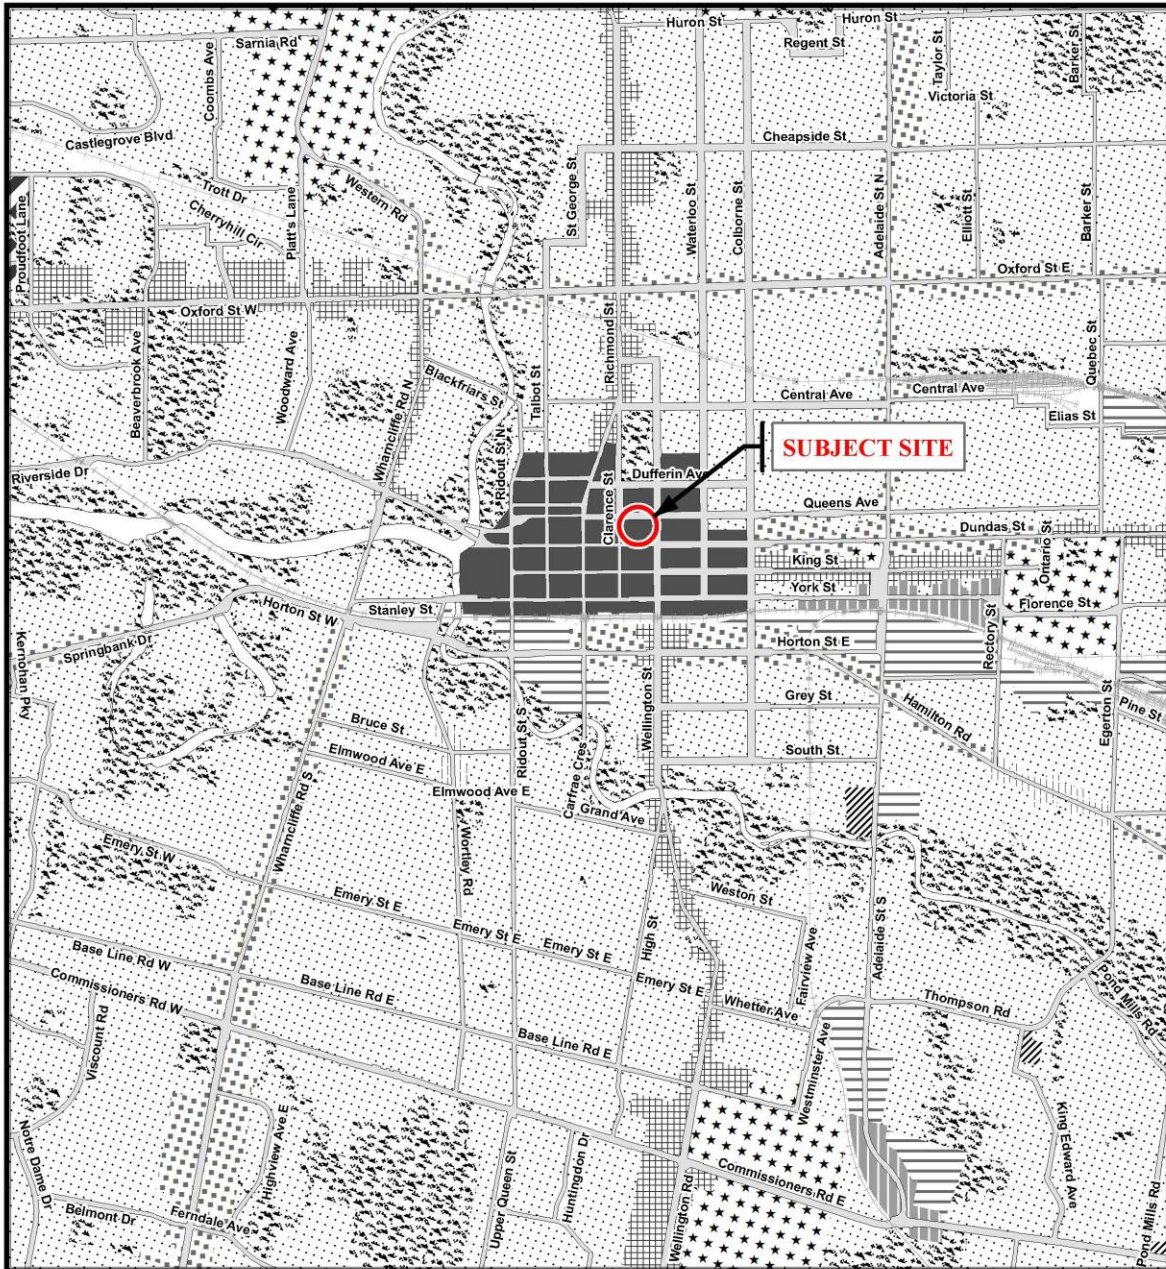 Huron St
Huron St
Sarnia Rd
Regent St
Coombs Ave
Taylor St
Barker St
Victoria St
Castlegrove Blvd
Cheapside St
Trott Dr
Western Rd
St George St
Waterloo St
Colborne St
Adelaide St N
Elliott St
Barker St
Proudfoot Lane
Cherryhill Cir
Platt's Lane
Oxford St E
Oxford St W
Richmond St
Beaverbrook Ave
Woodward Ave
Blackfriars St
Talbot St
Quebec St
Central Ave
Central Ave
Elias St
Wharncliffe Rd N
SUBJECT SITE
Riverside Dr
Ridout St N
Clarence St
Dufferin Ave
Queens Ave
Dundas St
Ontario St
King St
York St
Horton St W
Stanley St
Florence St
Springbank Dr
Horton St E
Rectory St
Kernohan Pky
Wellington St
Grey St
Hamilton Rd
Egerton St
Pine St
Bruce St
Ridout St S
South St
Elmwood Ave E
Elmwood Ave E
Carfrae Cres
Grand Ave
Wharncliffe Rd S
Wortley Rd
Emery St W
Weston St
Emery St E
Emery St E
Emery St E
High St
Emery St E
Fairview Ave
Adelaide St S
Base Line Rd W
Base Line Rd E
Commissioners Rd W
Whetter Ave
Thompson Rd
Pond Mills Rd
Viscount Rd
Base Line Rd E
Westminster Ave
Notre Dame Dr
Highview Ave E
King Edward Ave
Huntingdon Dr
Commissioners Rd E
Belmont Dr
Ferndale Ave
Upper Queen St
Wellington Rd
Pond Mills Rd